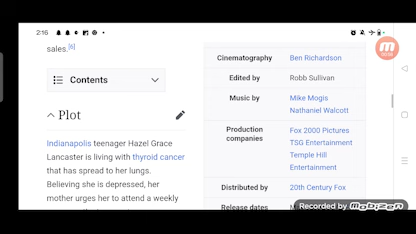 2:16
sales.[6]
Contents
Plot
Indianapolis teenager Hazel Grace
Lancaster is living with thyroid cancer
that has spread to her lungs.
Believing she is depressed, her
mother urges her to attend a weekly
Cinematography Ben Richardson
Edited by Robb Sullivan
Music by Mike Mogis
Nathaniel Walcott
Production Fox 2000 Pictures
companies TSG Entertainment
Temple Hill
Entertainment
Distributed by 20th Century Fox
Release dates
Recorded by Mobizen